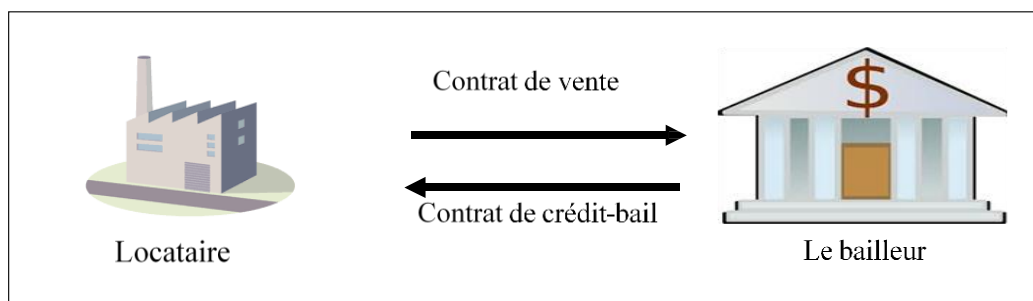 Contrat de vente
$
Contrat de crédit-bail
Locataire
Le bailleur